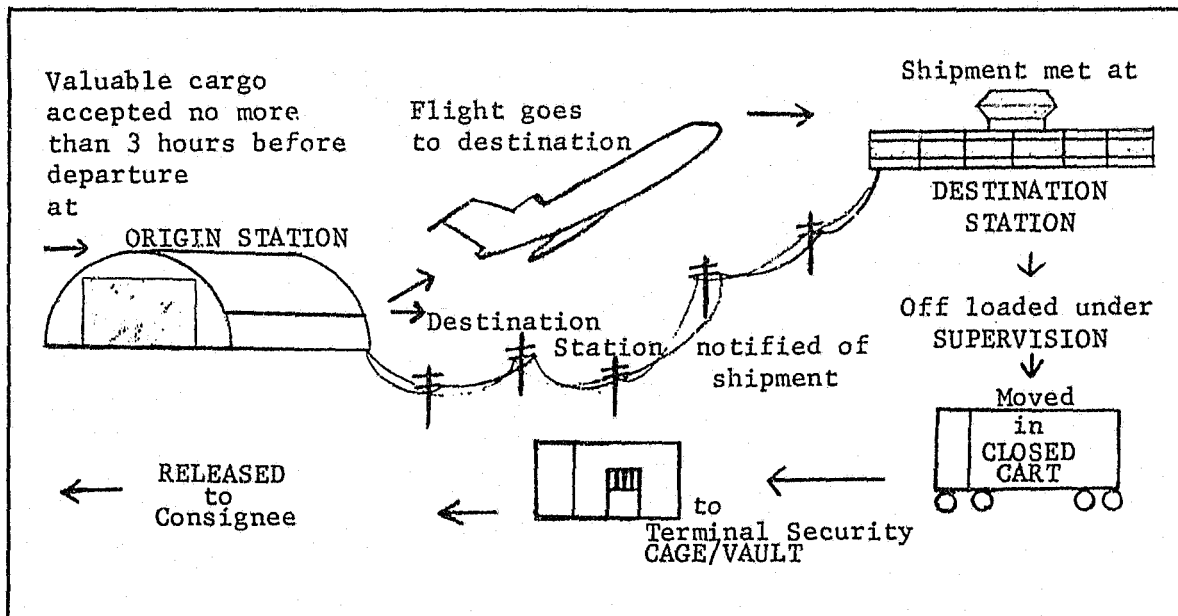 Valuable cargo
accepted no more
than 3 hours before
departure
at
ORIGIN STATION
Flight goes
to destination
Destination
Station notified of
shipment
Shipment met at
DESTINATION
STATION
Off loaded under
SUPERVISION
Moved
in
CLOSED
CART
to
Terminal Security
CAGE/VAULT
RELEASED
to
Consignee